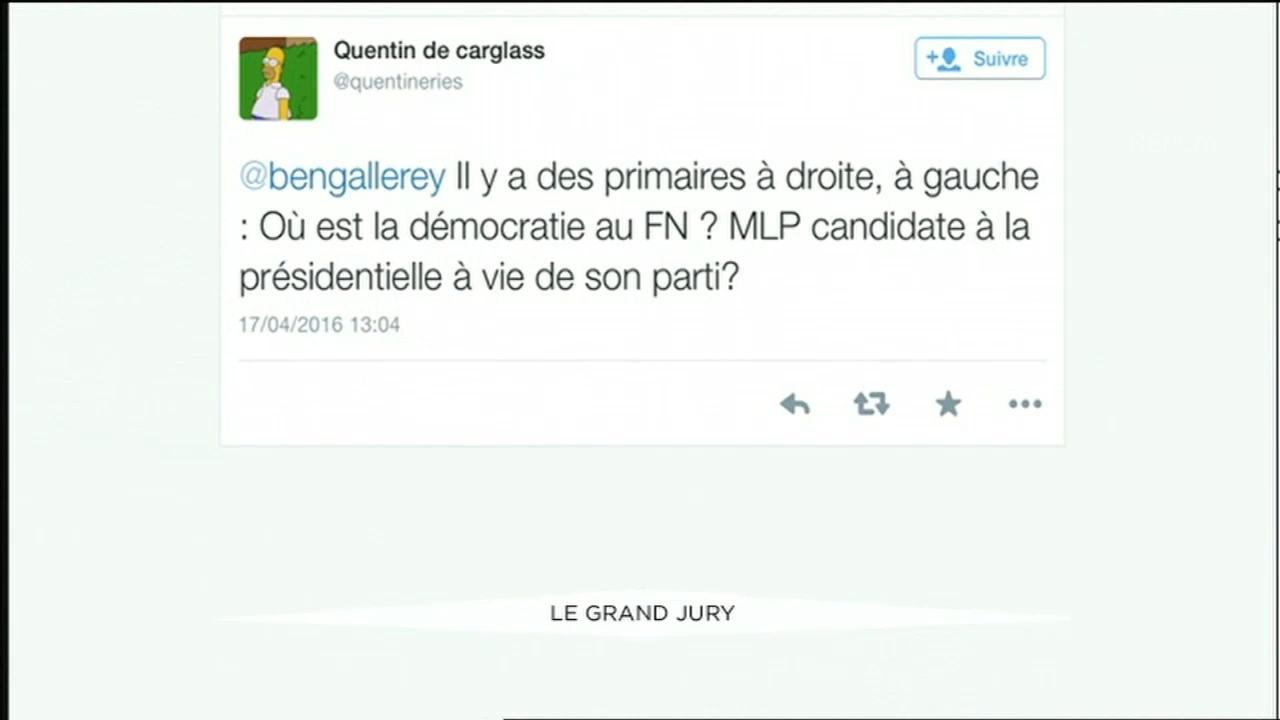 Quentin de carglass
@quentineries
Suivre
@bengallerey Il y a des primaires à droite, à gauche
: Où est la démocratie au FN ? MLP candidate à la
présidentielle à vie de son parti?
17/04/2016 13:04
LE GRAND JURY